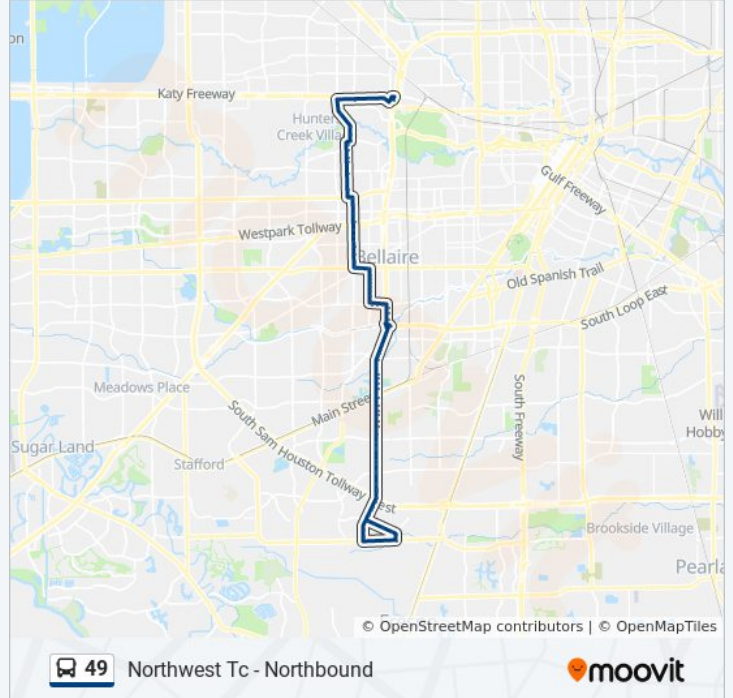 on
Katy Freeway
Hunter
Creek Villa
Gulf Freeway
Westpark Tollway
Bellaire
Old Spanish Trail
South Loop East
Meadows Place
Main Street
South Freeway
Will
Hobby
Sugar Land
Stafford
South Sam Houston Tollway West
Brookside Village
Pearla
© OpenStreetMap contributors | © OpenMapTiles
49 Northwest Tc - Northbound
moovit